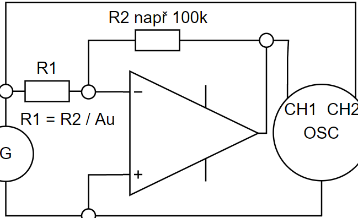 R2 např 100k
R1
R1 = R2 / Au
−
+
G
CH1 CH2
OSC